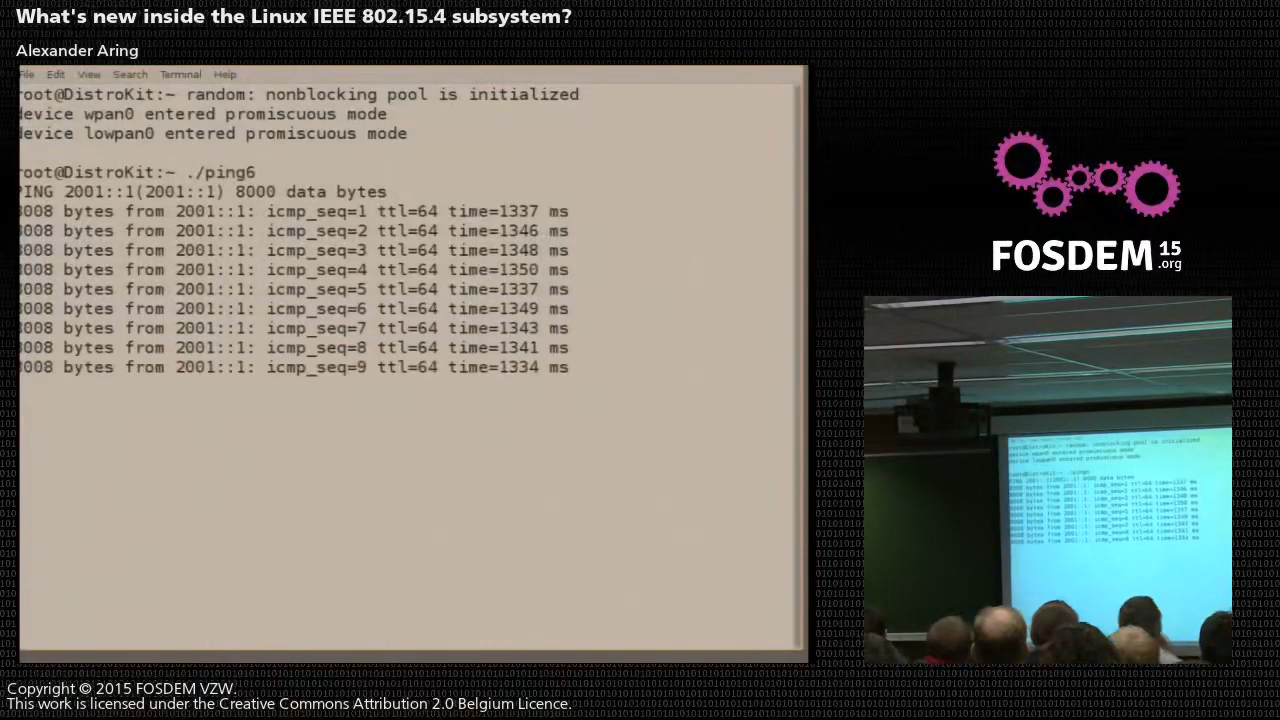 What's new inside the Linux IEEE 802.15.4 subsystem?
Alexander Aring
File Edit View Search Terminal Help
root@DistroKit:~ random: nonblocking pool is initialized
device wpan0 entered promiscuous mode
device lowpan0 entered promiscuous mode
root@DistroKit:~ ./ping6
PING 2001::1(2001::1) 8000 data bytes
8008 bytes from 2001::1: icmp_seq=1 ttl=64 time=1337 ms
8008 bytes from 2001::1: icmp_seq=2 ttl=64 time=1346 ms
8008 bytes from 2001::1: icmp_seq=3 ttl=64 time=1348 ms
8008 bytes from 2001::1: icmp_seq=4 ttl=64 time=1350 ms
8008 bytes from 2001::1: icmp_seq=5 ttl=64 time=1337 ms
8008 bytes from 2001::1: icmp_seq=6 ttl=64 time=1349 ms
8008 bytes from 2001::1: icmp_seq=7 ttl=64 time=1343 ms
8008 bytes from 2001::1: icmp_seq=8 ttl=64 time=1341 ms
8008 bytes from 2001::1: icmp_seq=9 ttl=64 time=1334 ms
FOSDEM 15
.org
Copyright © 2015 FOSDEM VZW.
This work is licensed under the Creative Commons Attribution 2.0 Belgium Licence.